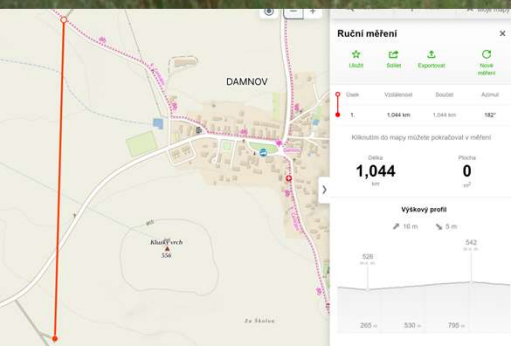 DAMNOV
Kluský vrch
556
Za Školou
Ruční měření
×
Uložit
Sdílet
Exportovat
Nové
měření
Úsek Vzdálenost Součet Azimut
1. 1,044 km 1,044 km 182°
Kliknutím do mapy můžete pokračovat v měření
Délka
1,044
km
Plocha
0
m²
Výškový profil
16 m 5 m
526
542
265 m 530 m 795 m